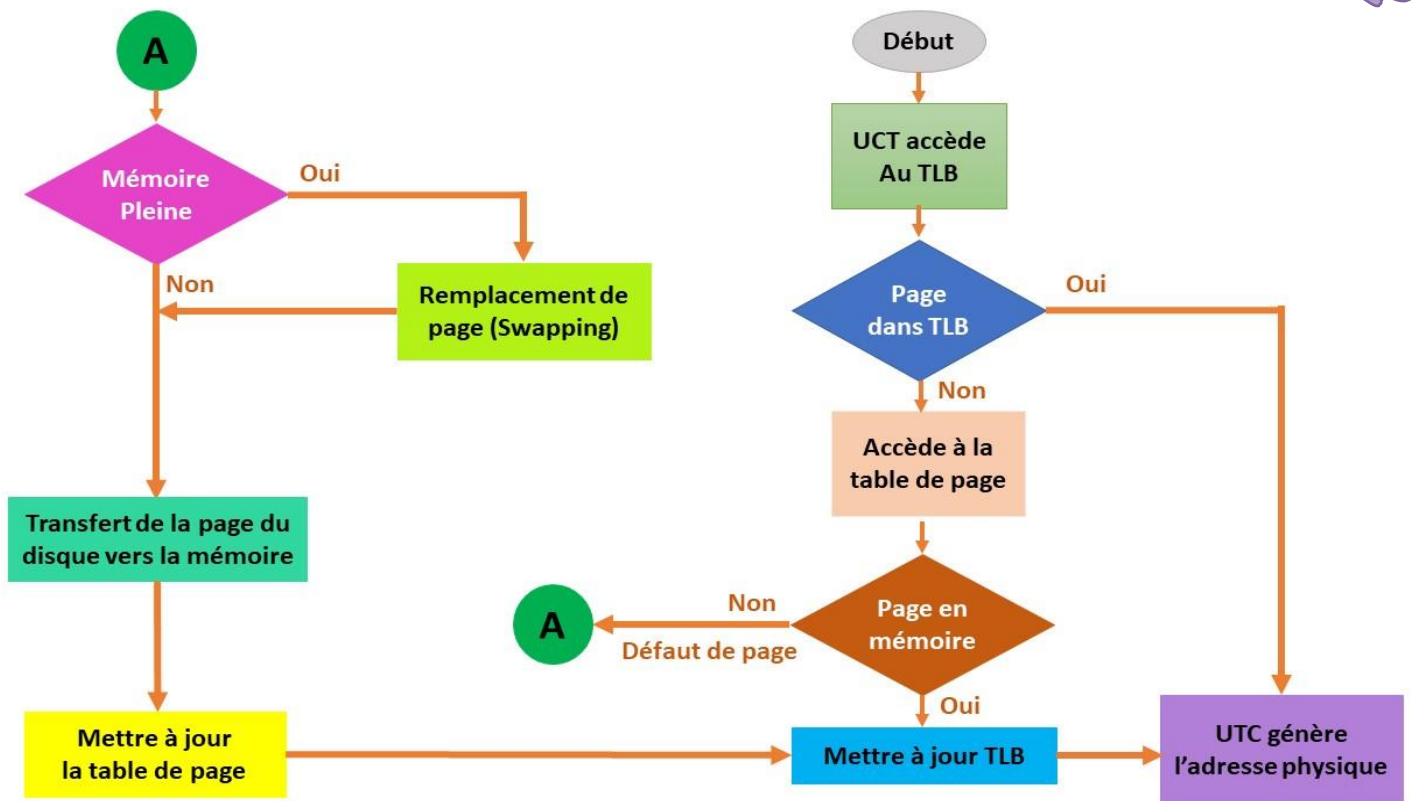 A
Mémoire
Pleine
Oui
Non
Remplacement de
page (Swapping)
Transfert de la page du
disque vers la mémoire
Mettre à jour
la table de page
Début
UCT accède
Au TLB
Page
dans TLB
Oui
Non
Accède à la
table de page
Page en
mémoire
Non
Défaut de page
A
Oui
Mettre à jour TLB
UTC génère
l'adresse physique